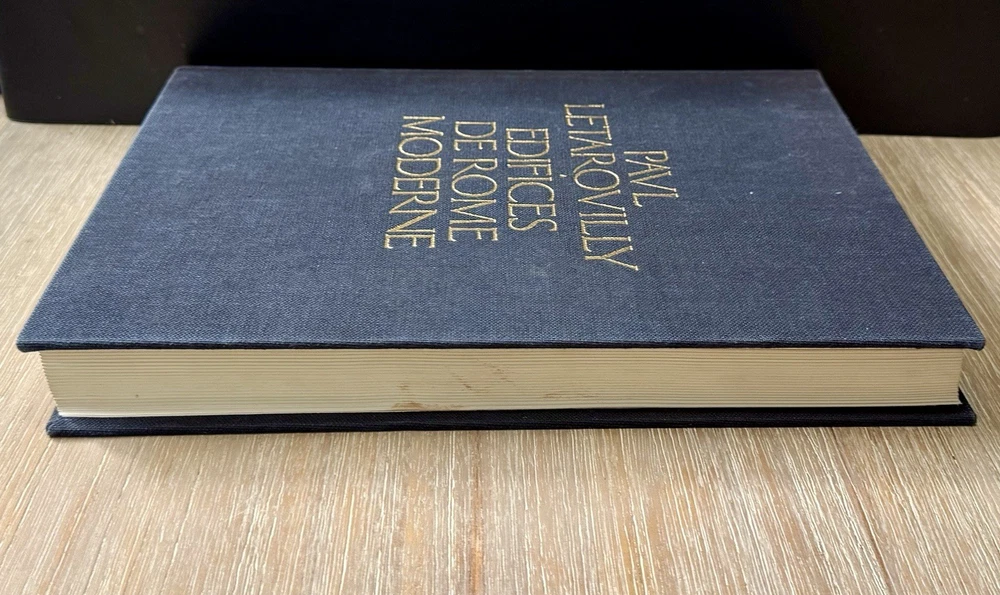 PAVL
LETAROVILLY
EDIFICES
DE ROME
MODERNE